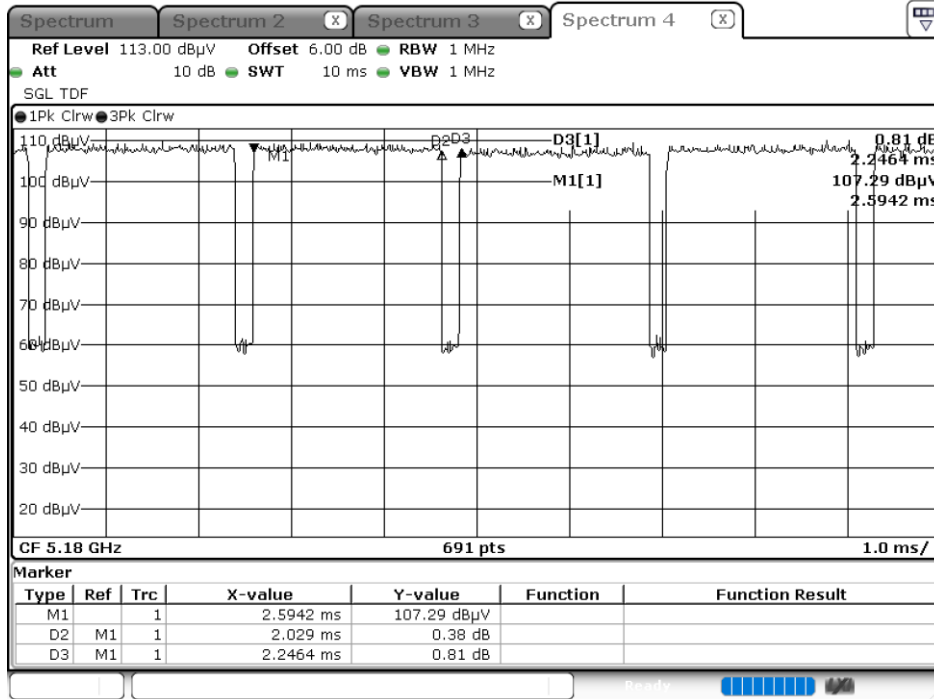 Spectrum Spectrum 2 X Spectrum 3 X Spectrum 4 X
Ref Level 113.00 dBµV Offset 6.00 dB RBW 1 MHz
Att 10 dB SWT 10 ms VBW 1 MHz
SGL TDF
1Pk Clrw 3Pk Clrw
110 dBµV M1 D2 D3 D3[1] 0.81 dB
2.2464 ms
100 dBµV M1[1] 107.29 dBµV
2.5942 ms
90 dBµV
80 dBµV
70 dBµV
60 dBµV
50 dBµV
40 dBµV
30 dBµV
20 dBµV
CF 5.18 GHz 691 pts 1.0 ms/
Marker
Type Ref Trc X-value Y-value Function Function Result
M1 1 2.5942 ms 107.29 dBµV
D2 M1 1 2.029 ms 0.38 dB
D3 M1 1 2.2464 ms 0.81 dB
Ready